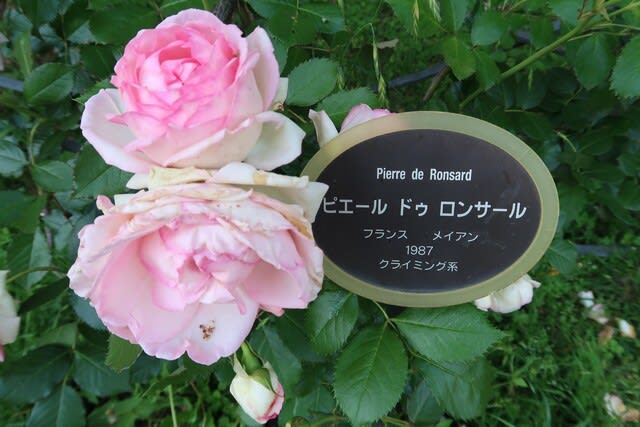 Pierre de Ronsard
ピエール ドゥ ロンサール
フランス メイアン
1987
クライミング系